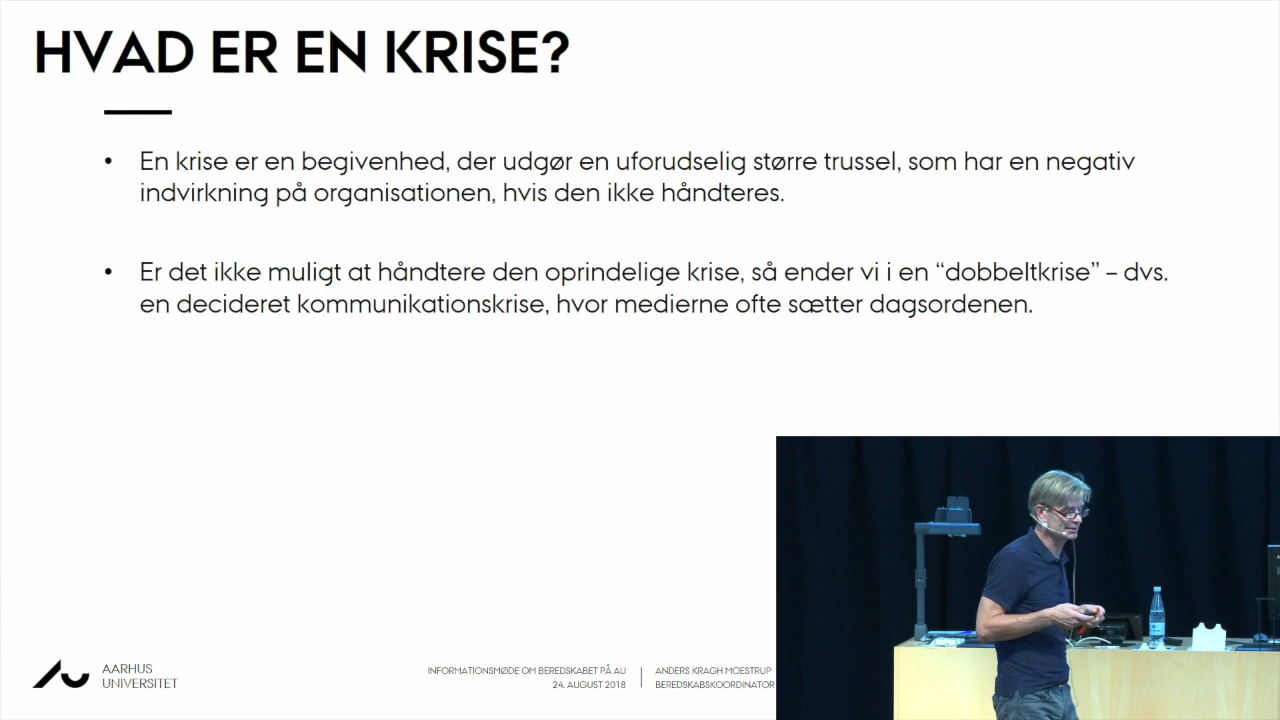 HVAD ER EN KRISE?
• En krise er en begivenhed, der udgør en uforudselig større trussel, som har en negativ
indvirkning på organisationen, hvis den ikke håndteres.
• Er det ikke muligt at håndtere den oprindelige krise, så ender vi i en “dobbeltkrise” – dvs.
en decideret kommunikationskrise, hvor medierne ofte sætter dagsordenen.
AARHUS
UNIVERSITET
INFORMATIONSMØDE OM BEREDSKABET PÅ AU
24. AUGUST 2018
ANDERS KRAGH MOESTRUP
BEREDSKABSKOORDINATOR